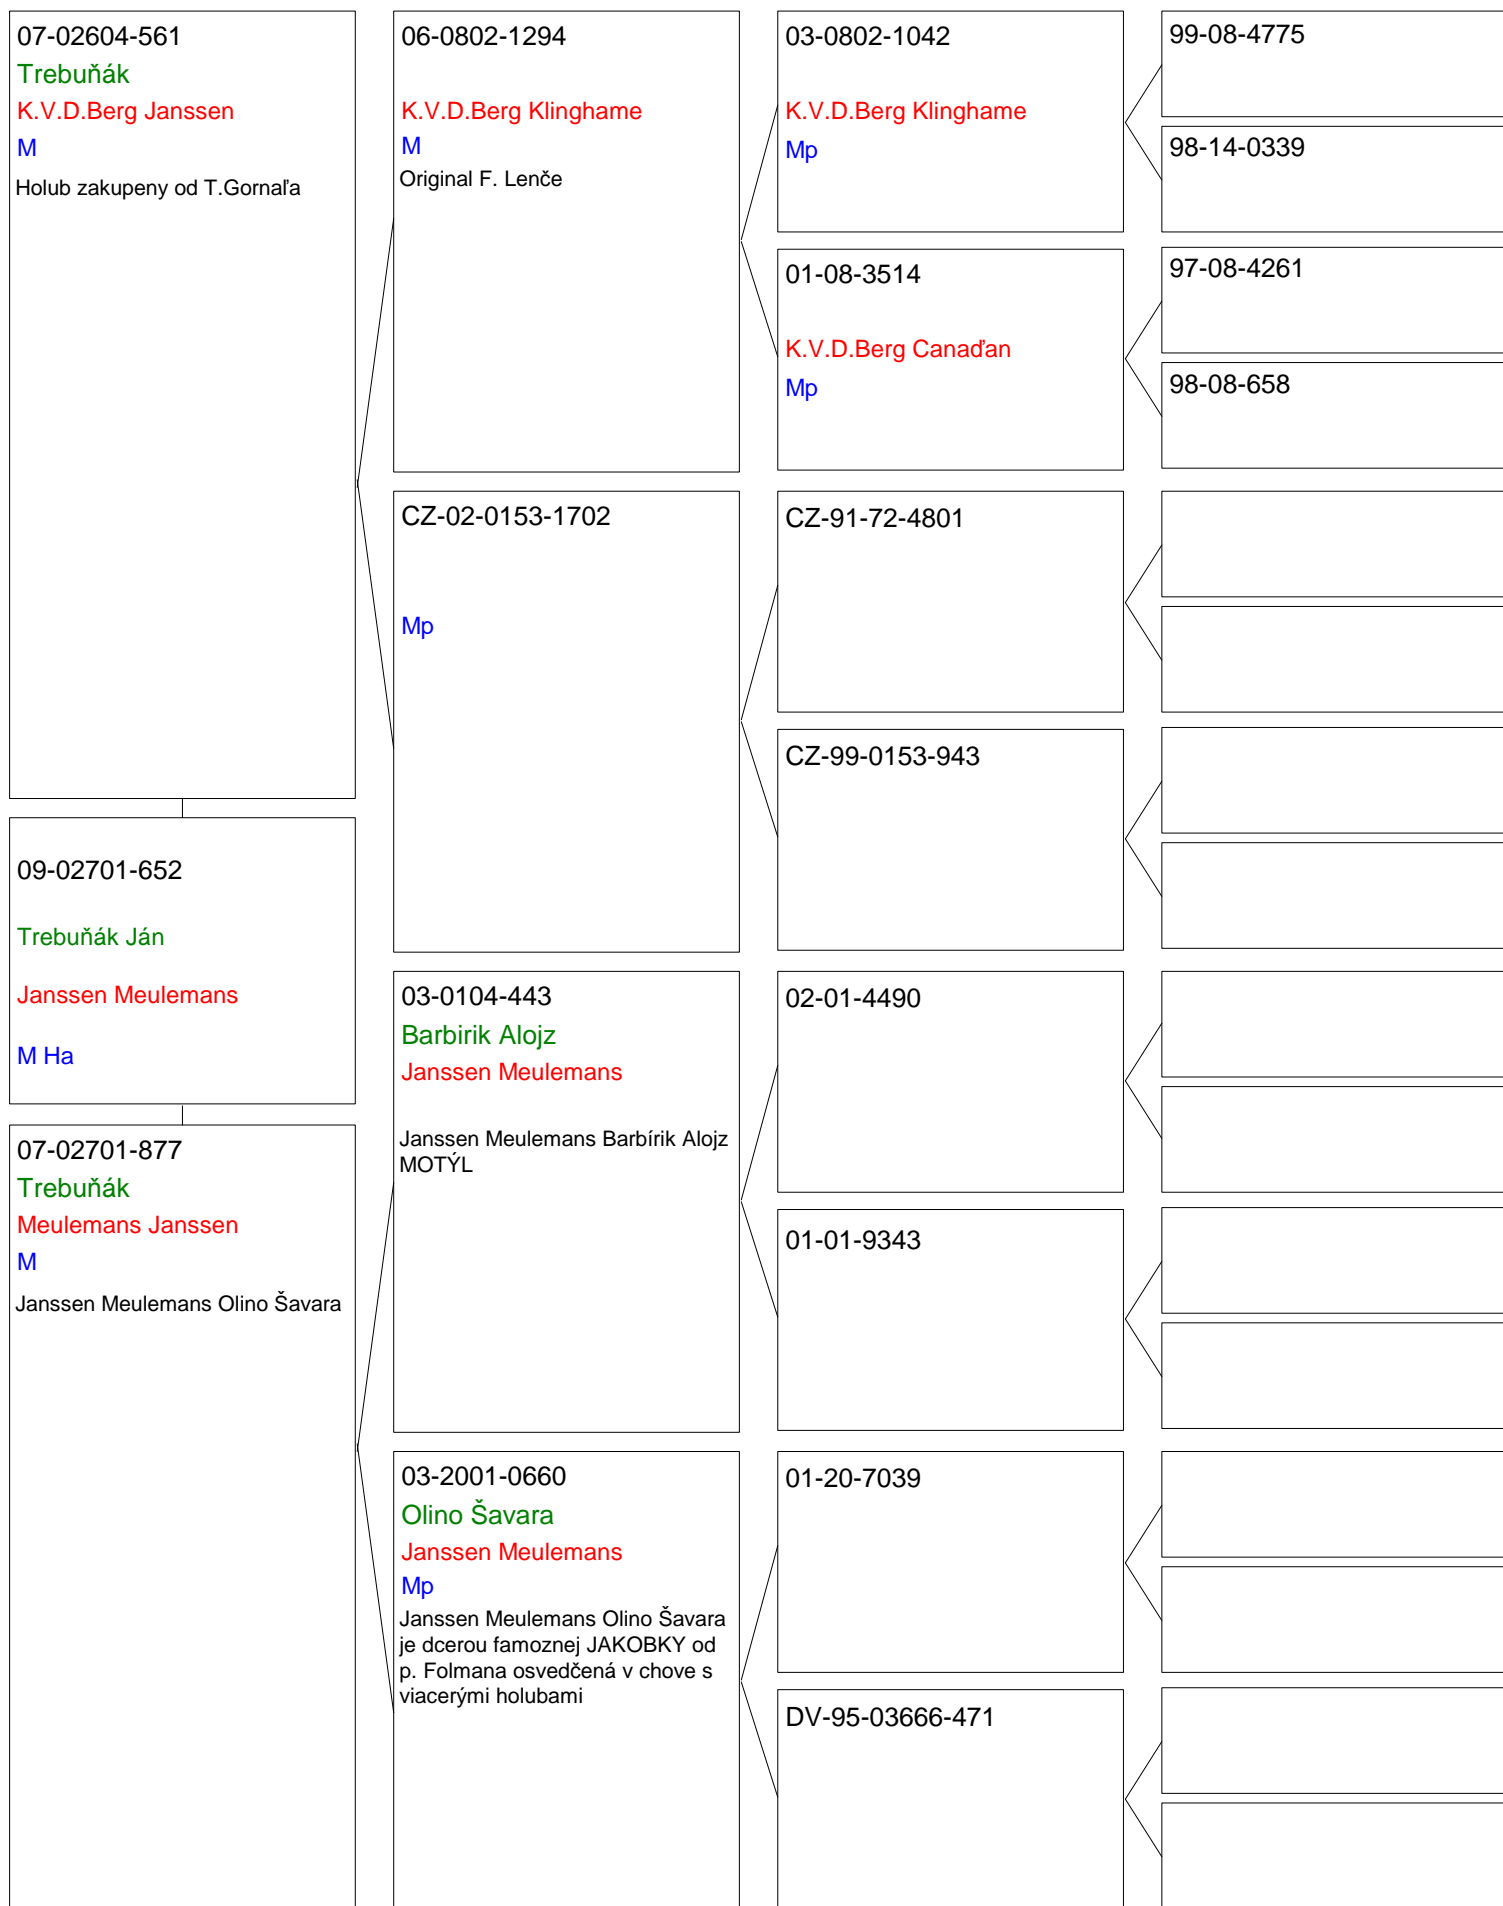 07-02604-561
Trebuňák
K.V.D.Berg Janssen
M
Holub zakupeny od T.Gornaľa
09-02701-652
Trebuňák Ján
Janssen Meulemans
M Ha
07-02701-877
Trebuňák
Meulemans Janssen
M
Janssen Meulemans Olino Šavara
06-0802-1294
K.V.D.Berg Klinghame
M
Original F. Lenče
CZ-02-0153-1702
Mp
03-0104-443
Barbirik Alojz
Janssen Meulemans
Janssen Meulemans Barbírik Alojz
MOTÝL
03-2001-0660
Olino Šavara
Janssen Meulemans
Mp
Janssen Meulemans Olino Šavara
je dcerou famoznej JAKOBKY od
p. Folmana osvedčená v chove s
viacerými holubami
03-0802-1042
K.V.D.Berg Klinghame
Mp
01-08-3514
K.V.D.Berg Canaďan
Mp
CZ-91-72-4801
CZ-99-0153-943
02-01-4490
01-01-9343
01-20-7039
DV-95-03666-471
99-08-4775
98-14-0339
97-08-4261
98-08-658